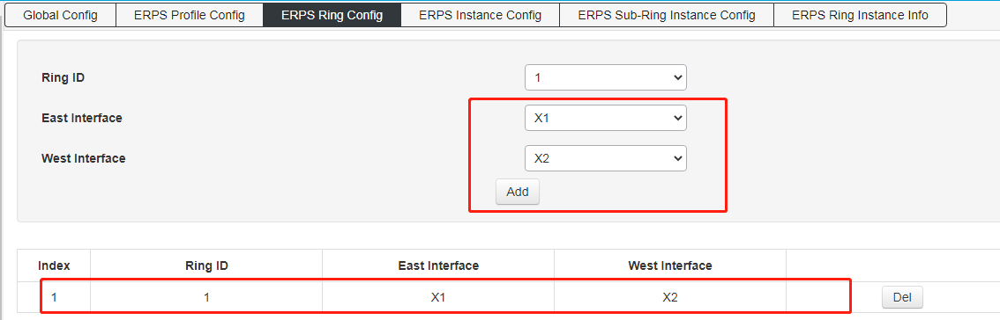 Global Config ERPS Profile Config ERPS Ring Config ERPS Instance Config ERPS Sub-Ring Instance Config ERPS Ring Instance Info
Ring ID 1
East Interface X1
West Interface X2
Add
Index Ring ID East Interface West Interface
1 1 X1 X2 Del